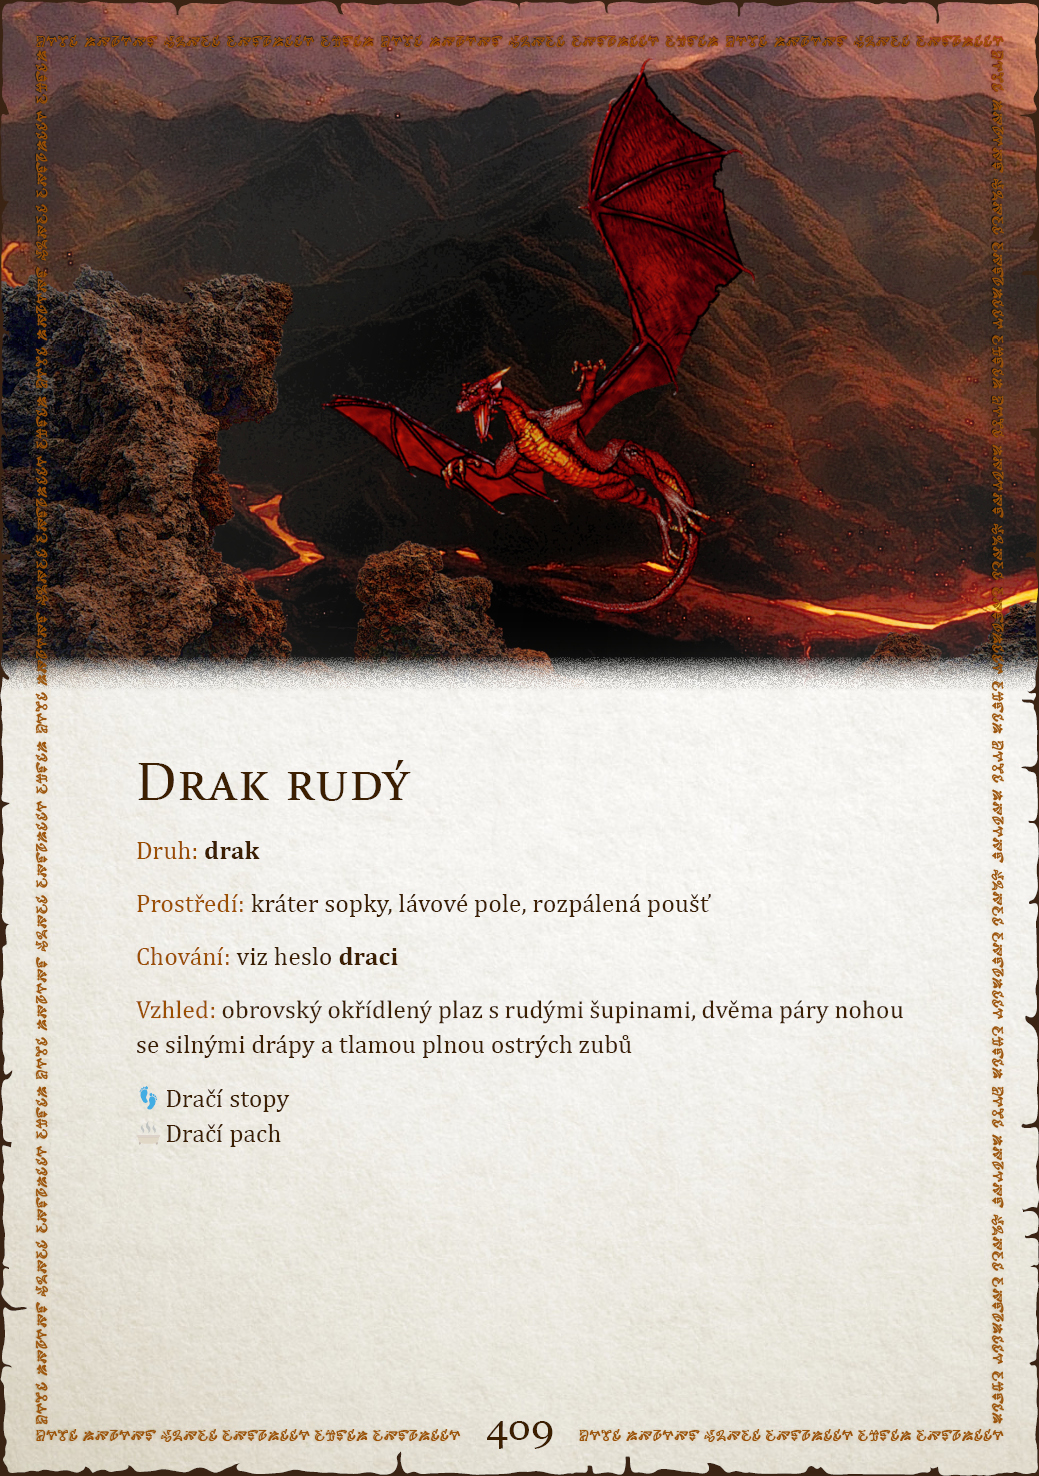 Drak rudý
Druh: drak
Prostředí: kráter sopky, lávové pole, rozpálená poušť
Chování: viz heslo draci
Vzhled: obrovský okřídlený plaz s rudými šupinami, dvěma páry nohou
se silnými drápy a tlamou plnou ostrých zubů
Dračí stopy
Dračí pach
409